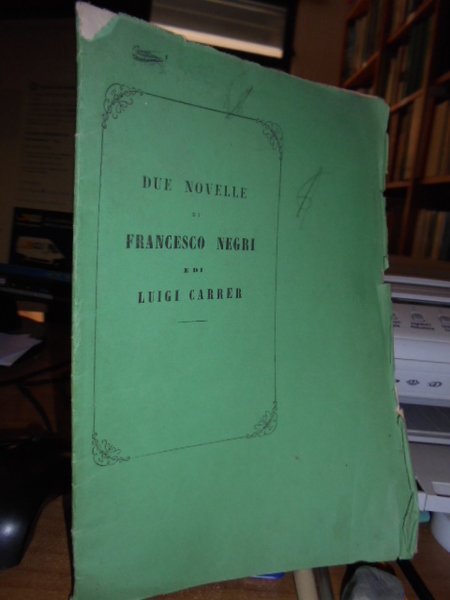 DUE NOVELLE
DI
FRANCESCO NEGRI
E DI
LUIGI CARRER